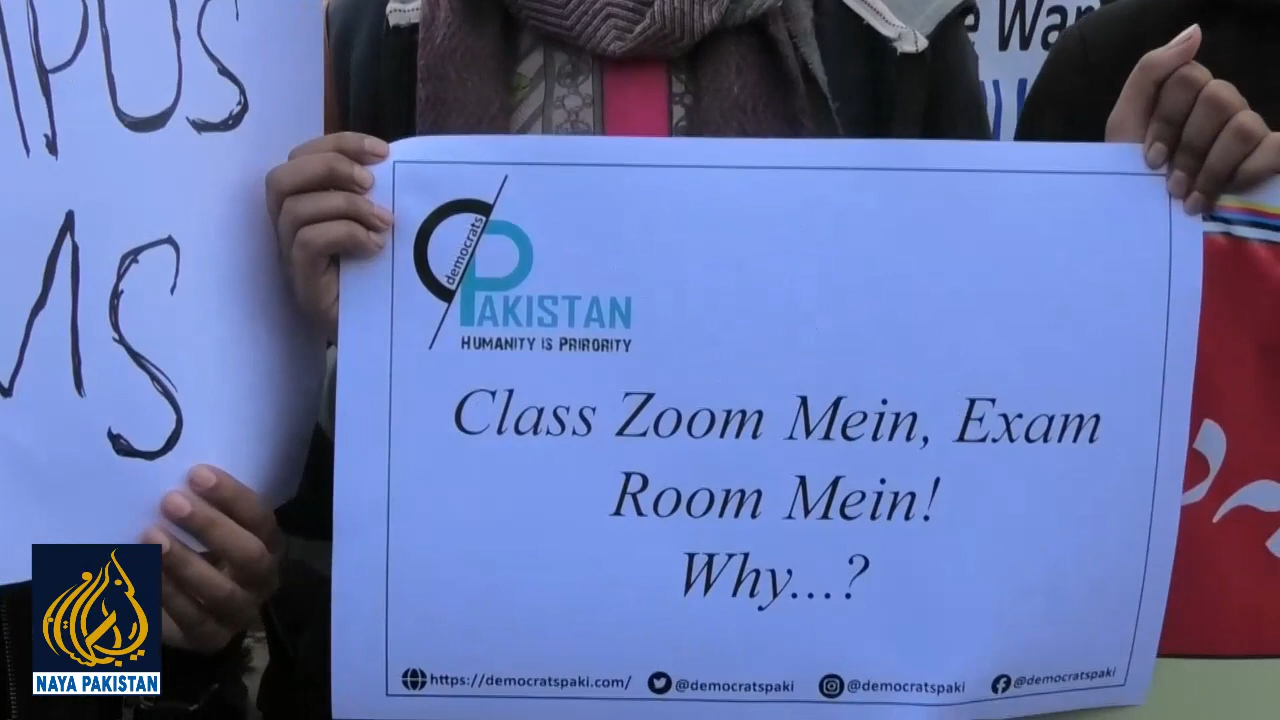 democrats
PAKISTAN
HUMANITY IS PRIRORITY
Class Zoom Mein, Exam
Room Mein!
Why...?
https://democratspaki.com/ @democratspaki @democratspaki @democratspaki
NAYA PAKISTAN